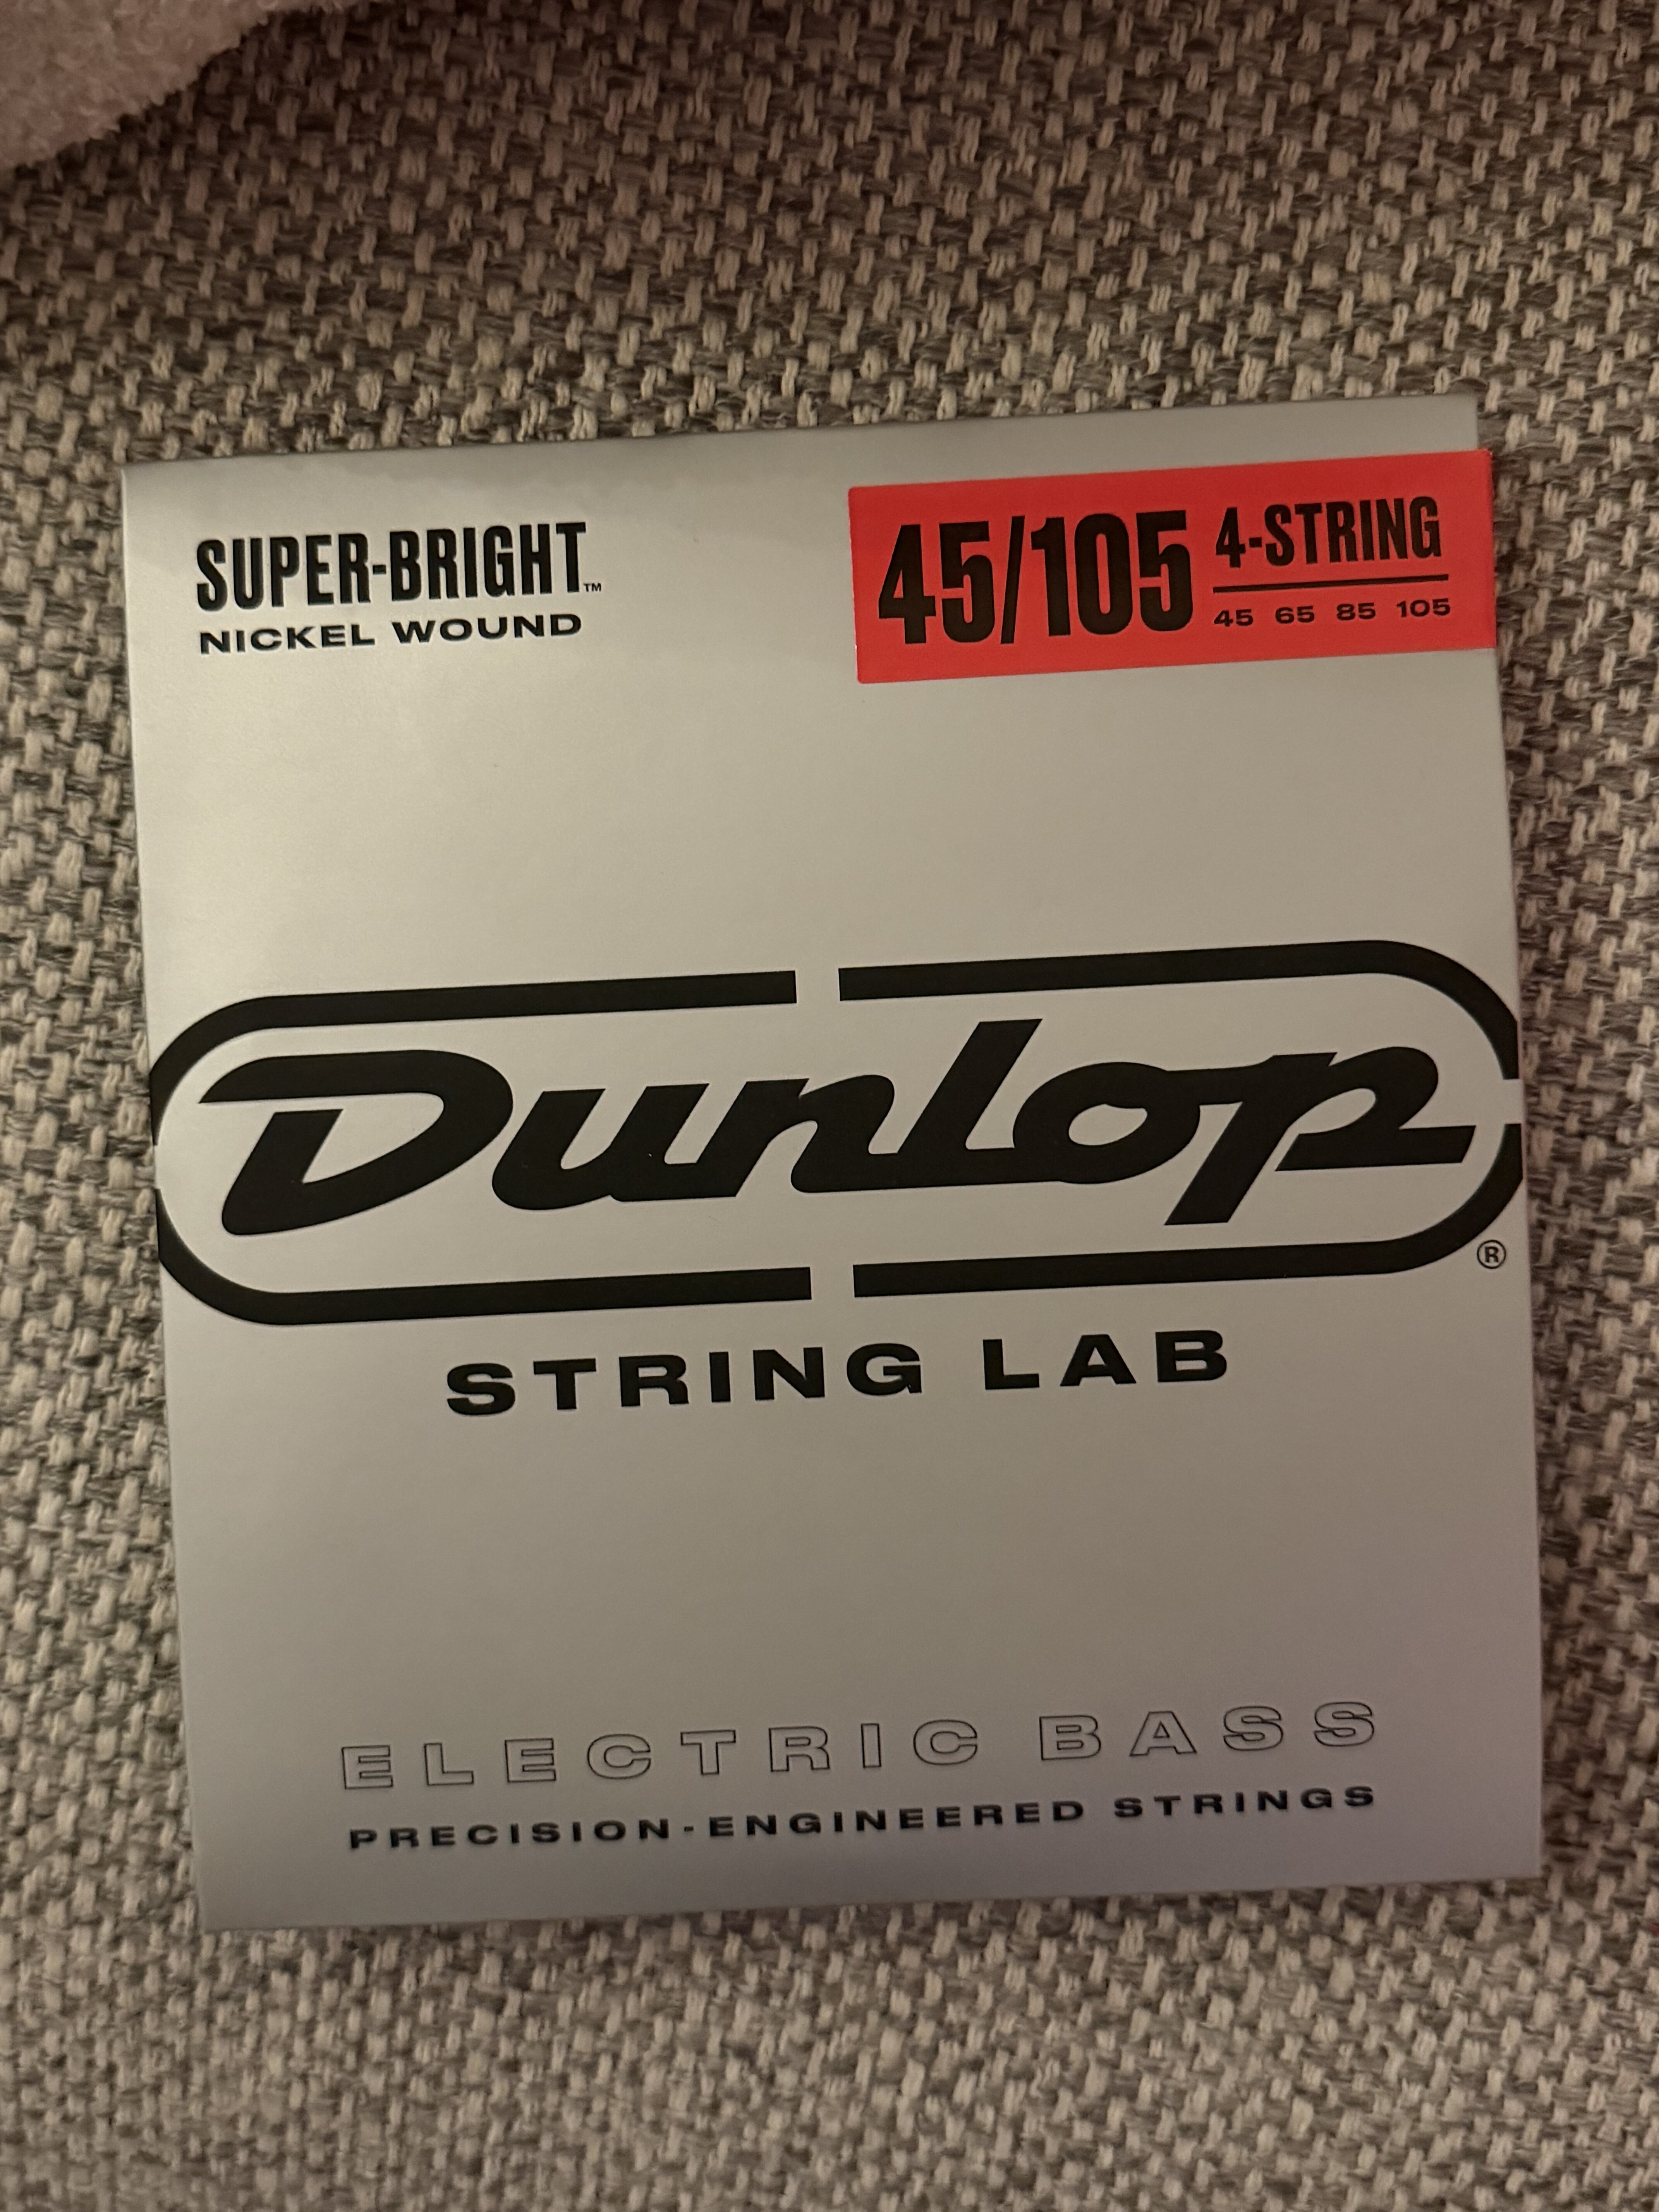 SUPER-BRIGHT™
NICKEL WOUND
45/105
4-STRING
45 65 85 105
Dunlop®
STRING LAB
ELECTRIC BASS
PRECISION-ENGINEERED STRINGS